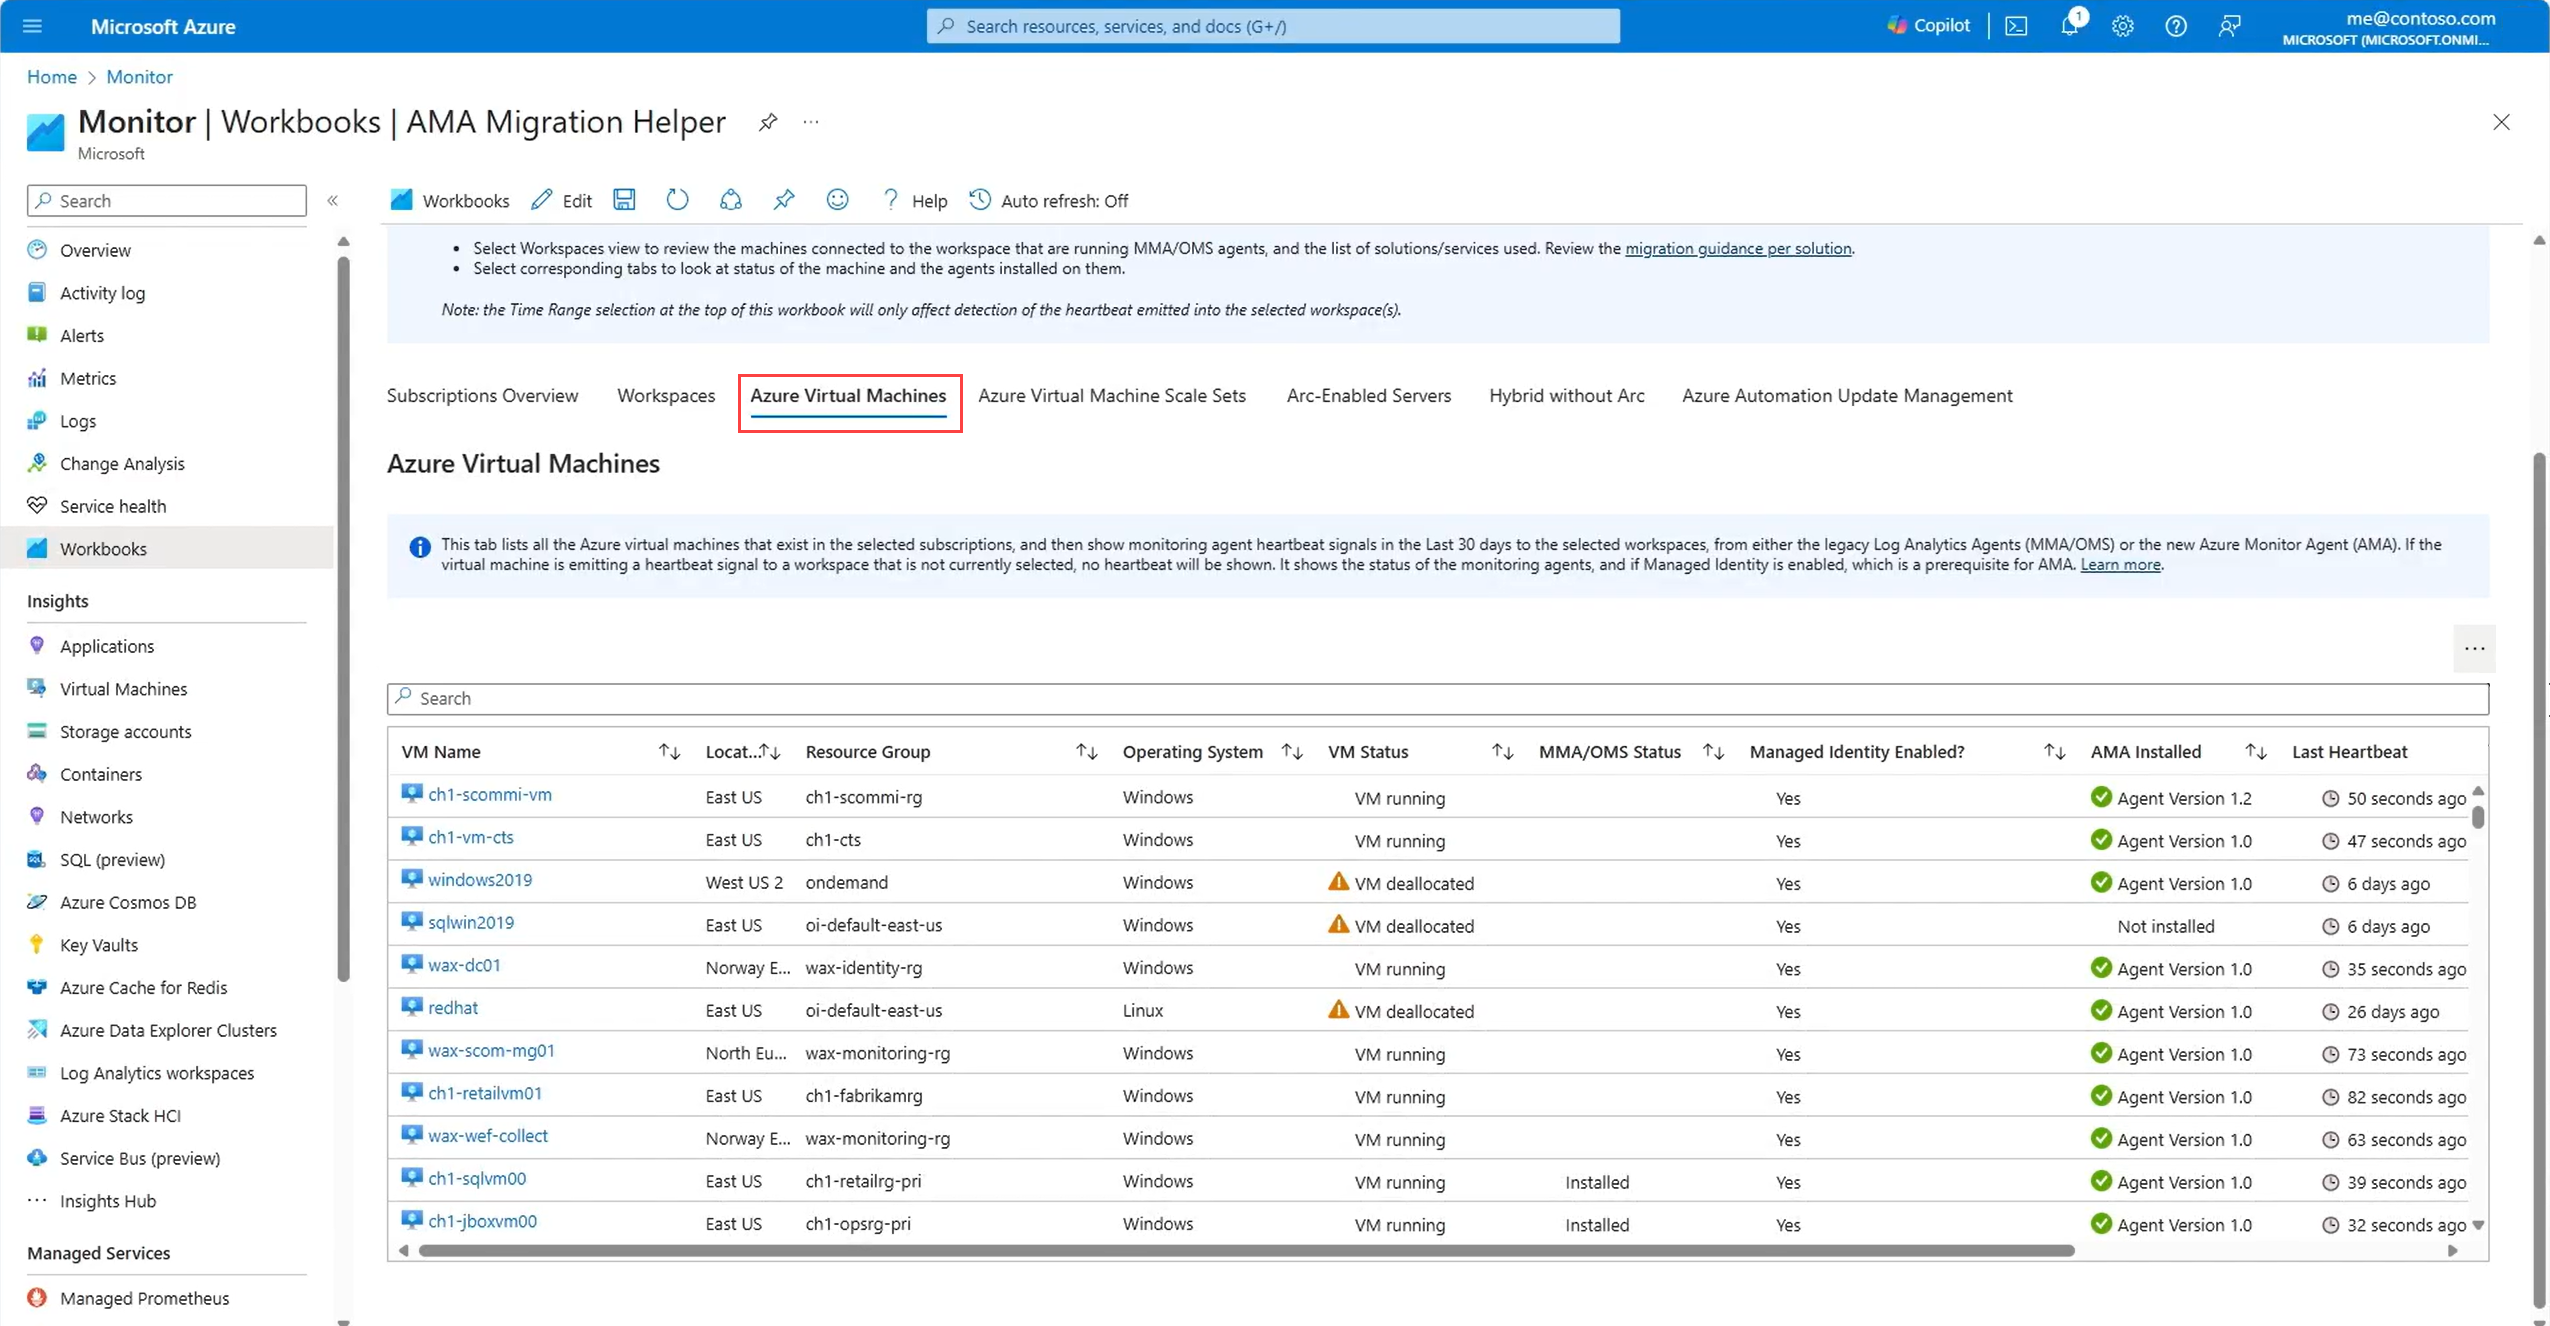 Microsoft Azure
Search resources, services, and docs (G+/)
Copilot
1
me@contoso.com
MICROSOFT (MICROSOFT.ONMI...
Home > Monitor
Monitor | Workbooks | AMA Migration Helper
...
Microsoft
Search
«
Workbooks
Edit
Help
Auto refresh: Off
Overview
Activity log
Alerts
Metrics
Logs
Change Analysis
Service health
Workbooks
Insights
Applications
Virtual Machines
Storage accounts
Containers
Networks
SQL (preview)
Azure Cosmos DB
Key Vaults
Azure Cache for Redis
Azure Data Explorer Clusters
Log Analytics workspaces
Azure Stack HCI
Service Bus (preview)
Insights Hub
Managed Services
Managed Prometheus
• Select Workspaces view to review the machines connected to the workspace that are running MMA/OMS agents, and the list of solutions/services used. Review the migration guidance per solution.
• Select corresponding tabs to look at status of the machine and the agents installed on them.
Note: the Time Range selection at the top of this workbook will only affect detection of the heartbeat emitted into the selected workspace(s).
Subscriptions Overview Workspaces Azure Virtual Machines Azure Virtual Machine Scale Sets Arc-Enabled Servers Hybrid without Arc Azure Automation Update Management
Azure Virtual Machines
This tab lists all the Azure virtual machines that exist in the selected subscriptions, and then show monitoring agent heartbeat signals in the Last 30 days to the selected workspaces, from either the legacy Log Analytics Agents (MMA/OMS) or the new Azure Monitor Agent (AMA). If the
virtual machine is emitting a heartbeat signal to a workspace that is not currently selected, no heartbeat will be shown. It shows the status of the monitoring agents, and if Managed Identity is enabled, which is a prerequisite for AMA. Learn more.
...
Search
VM Name Locat... Resource Group Operating System VM Status MMA/OMS Status Managed Identity Enabled? AMA Installed Last Heartbeat
ch1-scommi-vm East US ch1-scommi-rg Windows VM running Yes Agent Version 1.2 50 seconds ago
ch1-vm-cts East US ch1-cts Windows VM running Yes Agent Version 1.0 47 seconds ago
windows2019 West US 2 ondemand Windows VM deallocated Yes Agent Version 1.0 6 days ago
sqlwin2019 East US oi-default-east-us Windows VM deallocated Yes Not installed 6 days ago
wax-dc01 Norway E... wax-identity-rg Windows VM running Yes Agent Version 1.0 35 seconds ago
redhat East US oi-default-east-us Linux VM deallocated Yes Agent Version 1.0 26 days ago
wax-scom-mg01 North Eu... wax-monitoring-rg Windows VM running Yes Agent Version 1.0 73 seconds ago
ch1-retailvm01 East US ch1-fabrikamrg Windows VM running Yes Agent Version 1.0 82 seconds ago
wax-wef-collect Norway E... wax-monitoring-rg Windows VM running Yes Agent Version 1.0 63 seconds ago
ch1-sqlvm00 East US ch1-retailrg-pri Windows VM running Installed Yes Agent Version 1.0 39 seconds ago
ch1-jboxvm00 East US ch1-opsrg-pri Windows VM running Installed Yes Agent Version 1.0 32 seconds ago